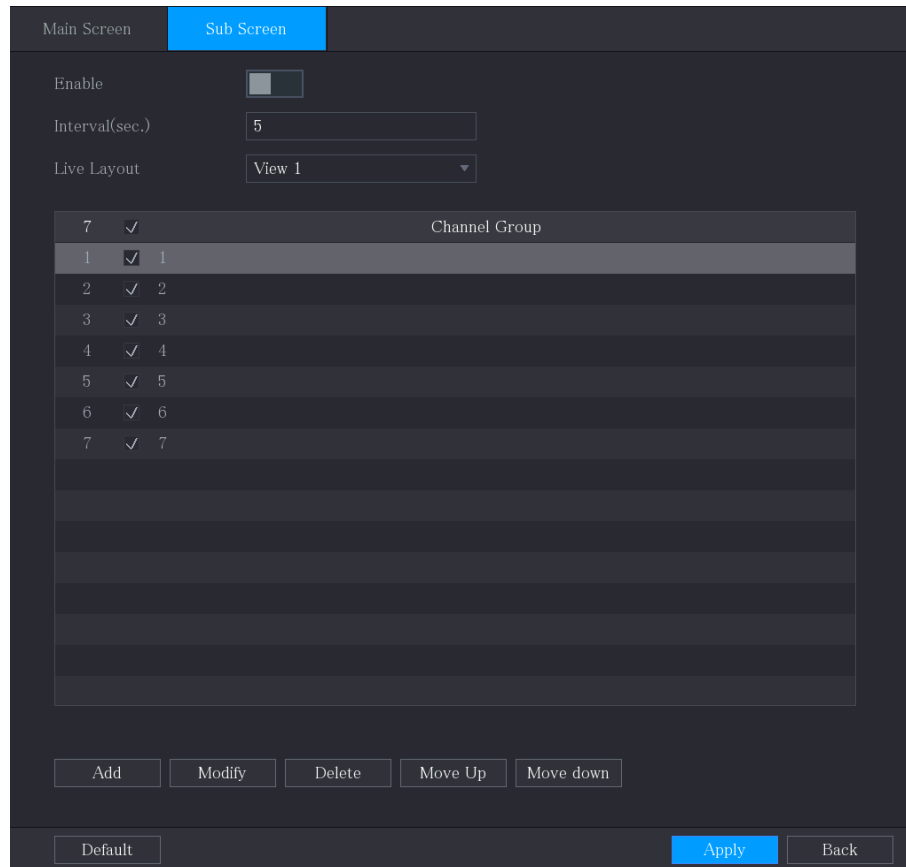 Main Screen Sub Screen
Enable
Interval(sec.) 5
Live Layout View 1
7 Channel Group
1 1
2 2
3 3
4 4
5 5
6 6
7 7
Add Modify Delete Move Up Move down
Default Apply Back